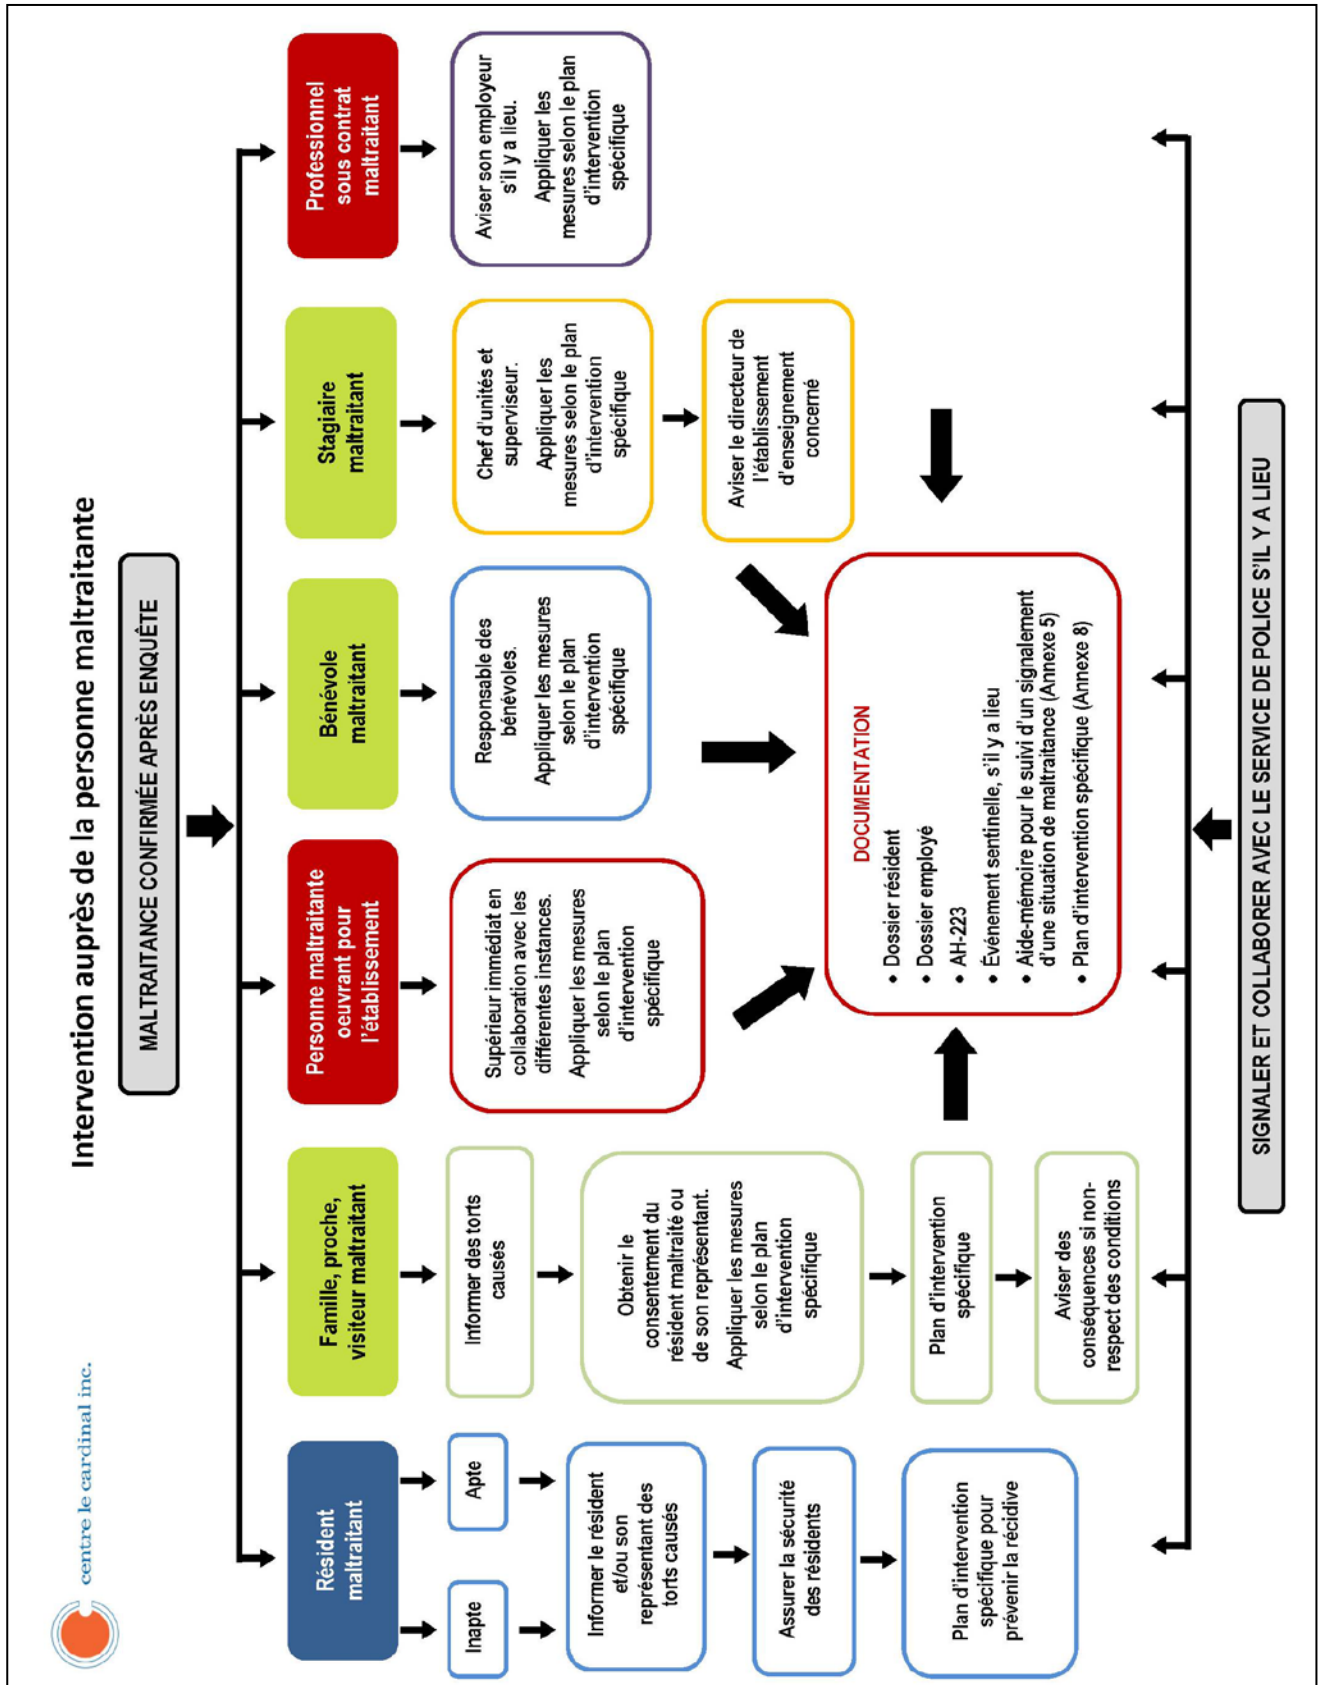 centre le cardinal inc.
Intervention auprès de la personne maltraitante
MALTRAITANCE CONFIRMÉE APRÈS ENQUÊTE
Résident
maltraitant
Inapte
Apte
Informer le résident
et/ou son
représentant des
torts causés
Assurer la sécurité
des résidents
Plan d'intervention
spécifique pour
prévenir la récidive
Famille, proche,
visiteur maltraitant
Informer des torts
causés
Obtenir le
consentement du
résident maltraité ou
de son représentant.
Appliquer les mesures
selon le plan
d'intervention
spécifique
Plan d'intervention
spécifique
Aviser des
conséquences si non-
respect des conditions
Personne maltraitante
oeuvrant pour
l'établissement
Supérieur immédiat en
collaboration avec les
différentes instances.
Appliquer les mesures
selon le plan
d'intervention
spécifique
Bénévole
maltraitant
Responsable des
bénévoles.
Appliquer les mesures
selon le plan
d'intervention
spécifique
Stagiaire
maltraitant
Chef d'unités et
superviseur.
Appliquer les
mesures selon le plan
d'intervention
spécifique
Aviser le directeur de
l'établissement
d'enseignement
concerné
Professionnel
sous contrat
maltraitant
Aviser son employeur
s'il y a lieu.
Appliquer les
mesures selon le plan
d'intervention
spécifique
DOCUMENTATION
• Dossier résident
• Dossier employé
• AH-223
• Événement sentinelle, s'il y a lieu
• Aide-mémoire pour le suivi d'un signalement
d'une situation de maltraitance (Annexe 5)
• Plan d'intervention spécifique (Annexe 8)
SIGNALER ET COLLABORER AVEC LE SERVICE DE POLICE S'IL Y A LIEU